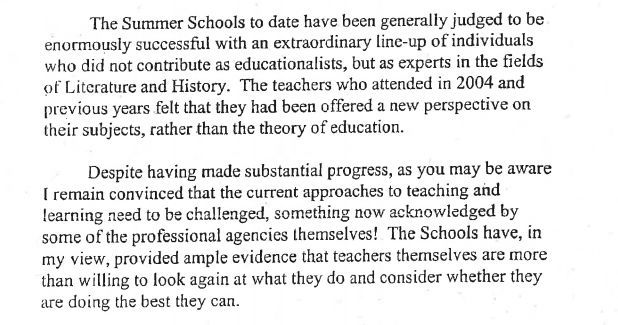 The Summer Schools to date have been generally judged to be
enormously successful with an extraordinary line-up of individuals
who did not contribute as educationalists, but as experts in the fields
of Literature and History. The teachers who attended in 2004 and
previous years felt that they had been offered a new perspective on
their subjects, rather than the theory of education.
Despite having made substantial progress, as you may be aware
I remain convinced that the current approaches to teaching and
learning need to be challenged, something now acknowledged by
some of the professional agencies themselves! The Schools have, in
my view, provided ample evidence that teachers themselves are more
than willing to look again at what they do and consider whether they
are doing the best they can.